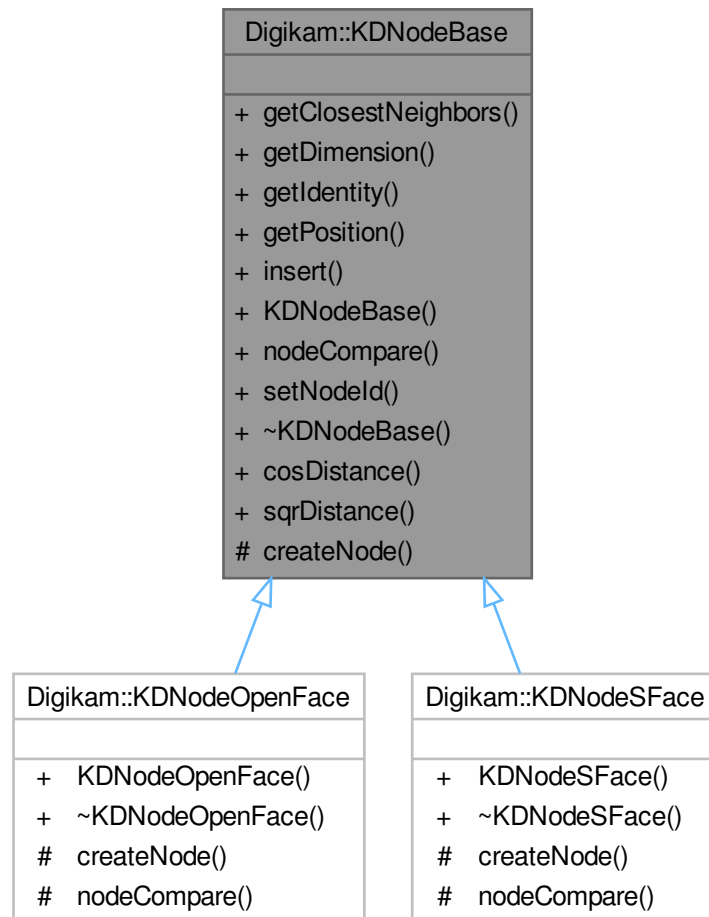 Digikam::KDNodeBase
+ getClosestNeighbors()
+ getDimension()
+ getIdentity()
+ getPosition()
+ insert()
+ KDNodeBase()
+ nodeCompare()
+ setNodeId()
+ ~KDNodeBase()
+ cosDistance()
+ sqrDistance()
# createNode()
Digikam::KDNodeOpenFace
+ KDNodeOpenFace()
+ ~KDNodeOpenFace()
# createNode()
# nodeCompare()
Digikam::KDNodeSFace
+ KDNodeSFace()
+ ~KDNodeSFace()
# createNode()
# nodeCompare()